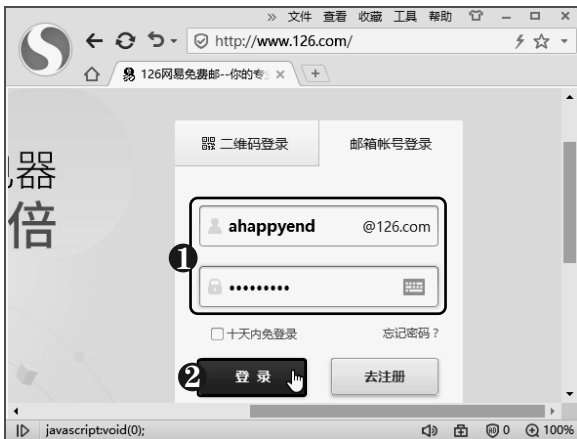 » 文件 查看 收藏 工具 帮助
http://www.126.com/
126网易免费邮--你的专
二维码登录 邮箱帐号登录
器
倍
1
ahappyend @126.com
•••••••••
十天内免登录 忘记密码?
2 登 录 去注册
javascript:void(0); 0 100%